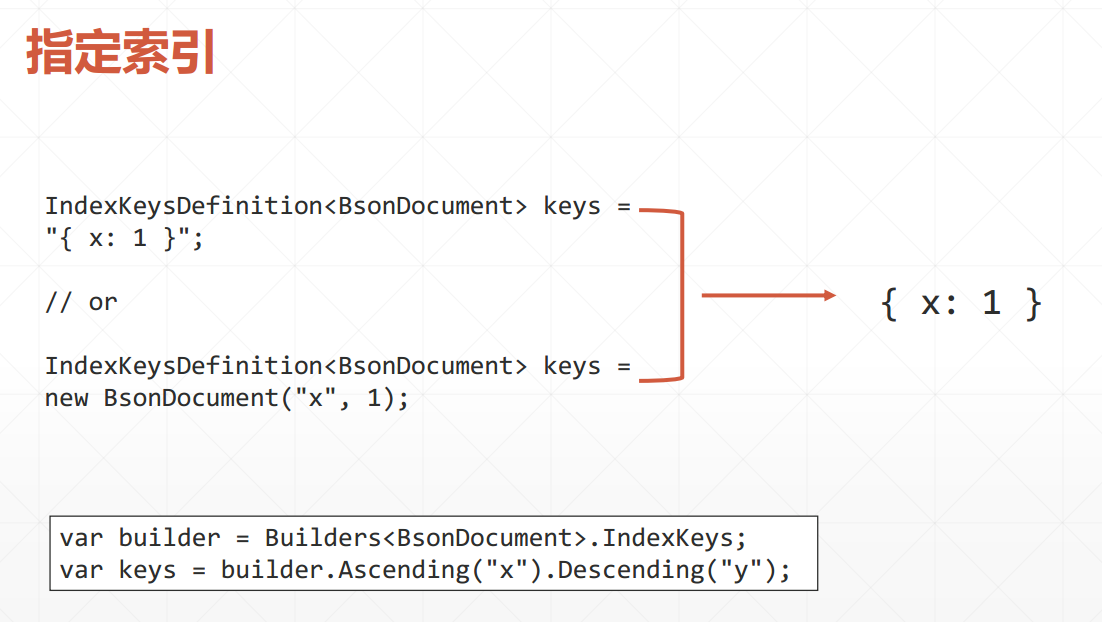 指定索引
IndexKeysDefinition<BsonDocument> keys =
"{ x: 1 }";
// or
IndexKeysDefinition<BsonDocument> keys =
new BsonDocument("x", 1);
{ x: 1 }
var builder = Builders<BsonDocument>.IndexKeys;
var keys = builder.Ascending("x").Descending("y");